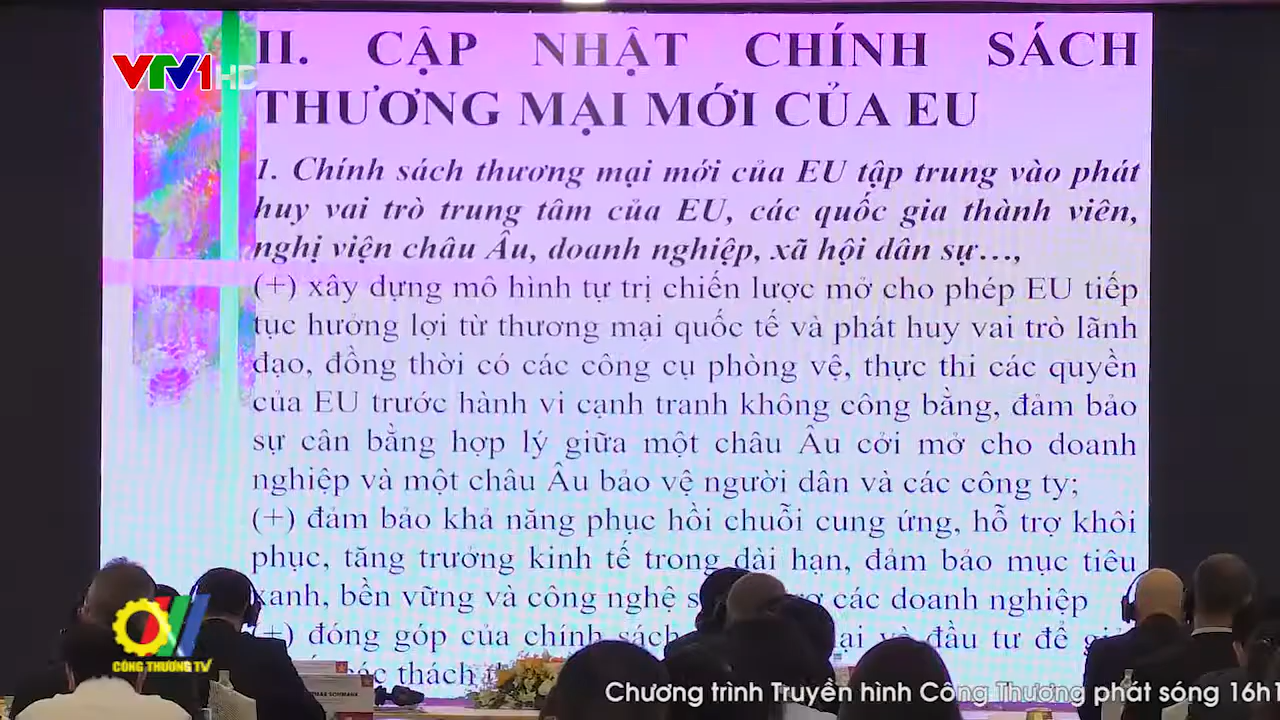 II. CẬP NHẬT CHÍNH SÁCH
VTV1 HD
THƯƠNG MẠI MỚI CỦA EU
1. Chính sách thương mại mới của EU tập trung vào phát
huy vai trò trung tâm của EU, các quốc gia thành viên,
nghị viện châu Âu, doanh nghiệp, xã hội dân sự…,
(+) xây dựng mô hình tự trị chiến lược mở cho phép EU tiếp
tục hưởng lợi từ thương mại quốc tế và phát huy vai trò lãnh
đạo, đồng thời có các công cụ phòng vệ, thực thi các quyền
của EU trước hành vi cạnh tranh không công bằng, đảm bảo
sự cân bằng hợp lý giữa một châu Âu cởi mở cho doanh
nghiệp và một châu Âu bảo vệ người dân và các công ty;
(+) đảm bảo khả năng phục hồi chuỗi cung ứng, hỗ trợ khôi
phục, tăng trưởng kinh tế trong dài hạn, đảm bảo mục tiêu
xanh, bền vững và công nghệ các doanh nghiệp
(+) đóng góp của chính sách và đầu tư để
CÔNG THƯƠNG TV
thách
Chương trình Truyền hình Công Thương phát sóng 16h1